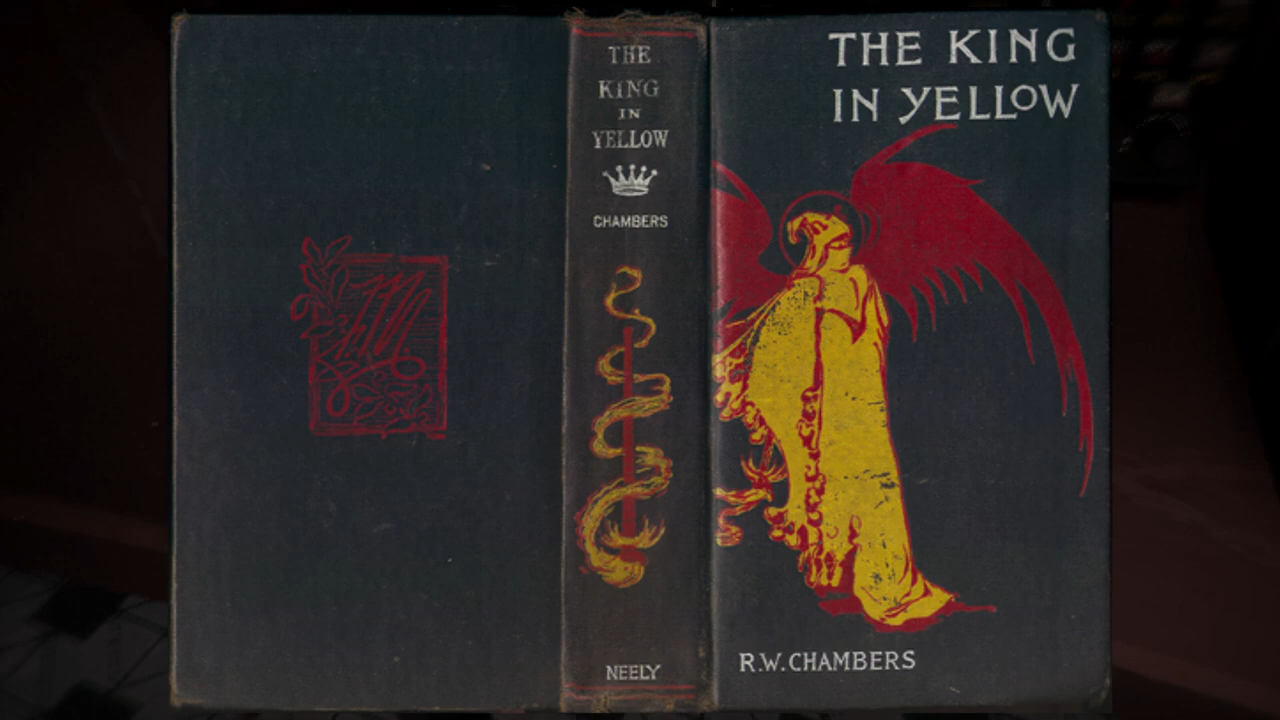 THE
KING
IN
YELLOW
CHAMBERS
NEELY
THE KING
IN YELLOW
R.W. CHAMBERS